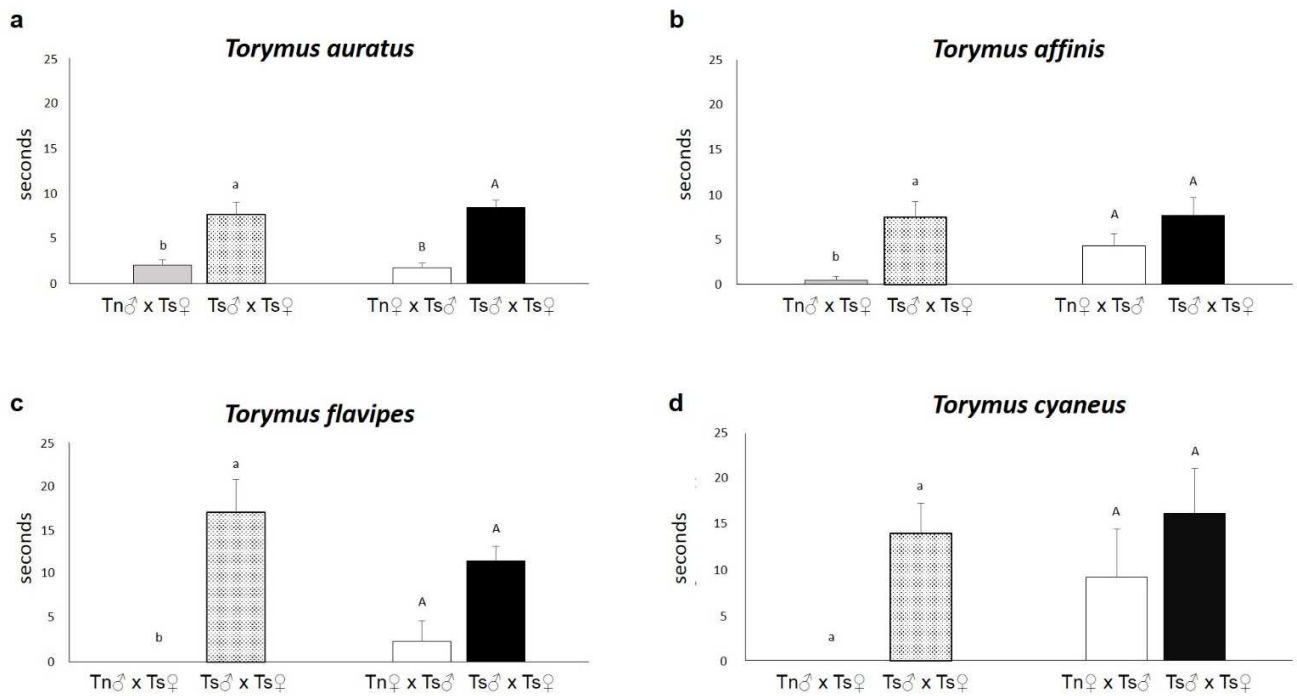 a
Torymus auratus
25
20
15
10
5
0
seconds
b
a
B
A
Tn♂ x Ts♀ Ts♂ x Ts♀ Tn♀ x Ts♂ Ts♂ x Ts♀
b
Torymus affinis
25
20
15
10
5
0
seconds
b
a
A
A
Tn♂ x Ts♀ Ts♂ x Ts♀ Tn♀ x Ts♂ Ts♂ x Ts♀
c
Torymus flavipes
25
20
15
10
5
0
seconds
b
a
A
A
Tn♂ x Ts♀ Ts♂ x Ts♀ Tn♀ x Ts♂ Ts♂ x Ts♀
d
Torymus cyaneus
25
20
15
10
5
0
seconds
a
a
A
A
Tn♂ x Ts♀ Ts♂ x Ts♀ Tn♀ x Ts♂ Ts♂ x Ts♀